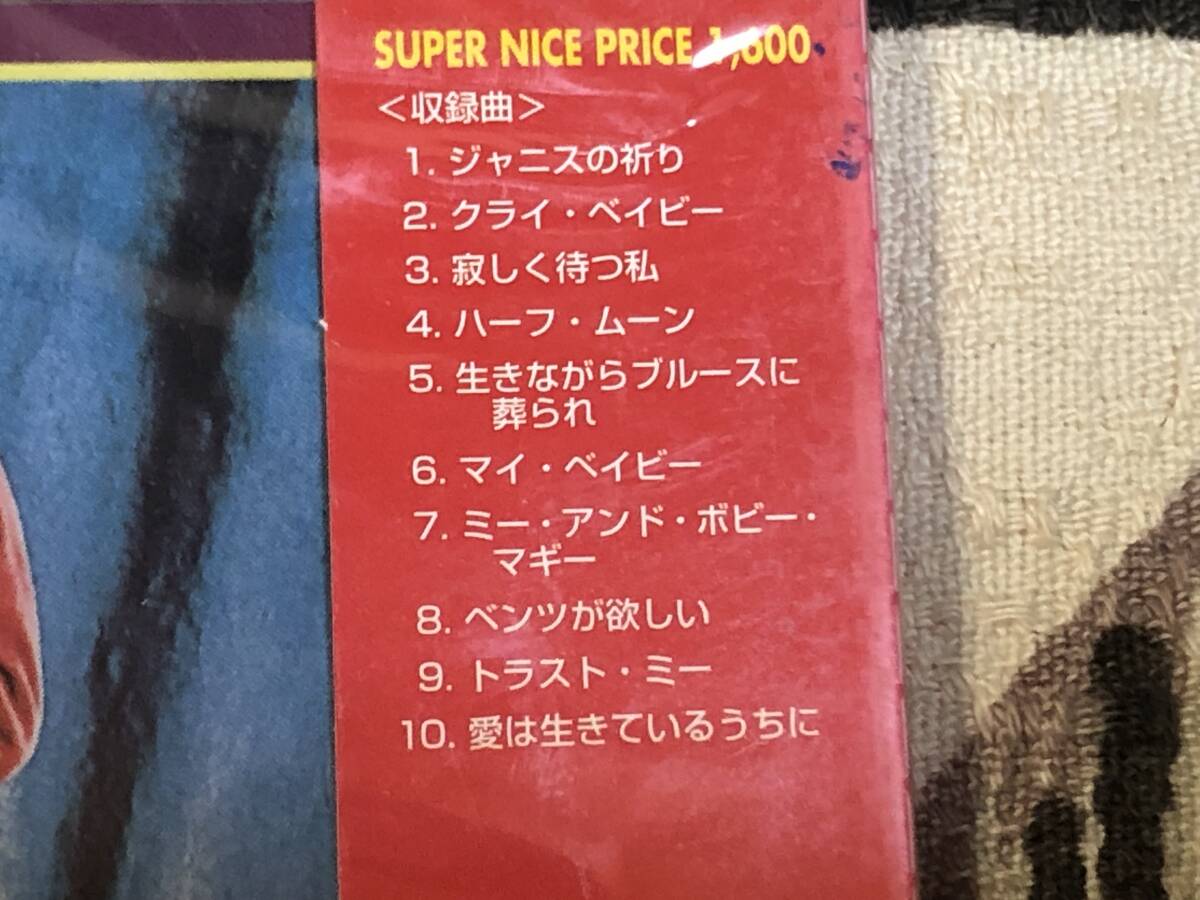 SUPER NICE PRICE 1,600.
＜収録曲＞
1. ジャニスの祈り
2. クライ・ベイビー
3. 寂しく待つ私
4. ハーフ・ムーン
5. 生きながらブルースに
葬られ
6. マイ・ベイビー
7. ミー・アンド・ボビー・
マギー
8. ベンツが欲しい
9. トラスト・ミー
10. 愛は生きているうちに